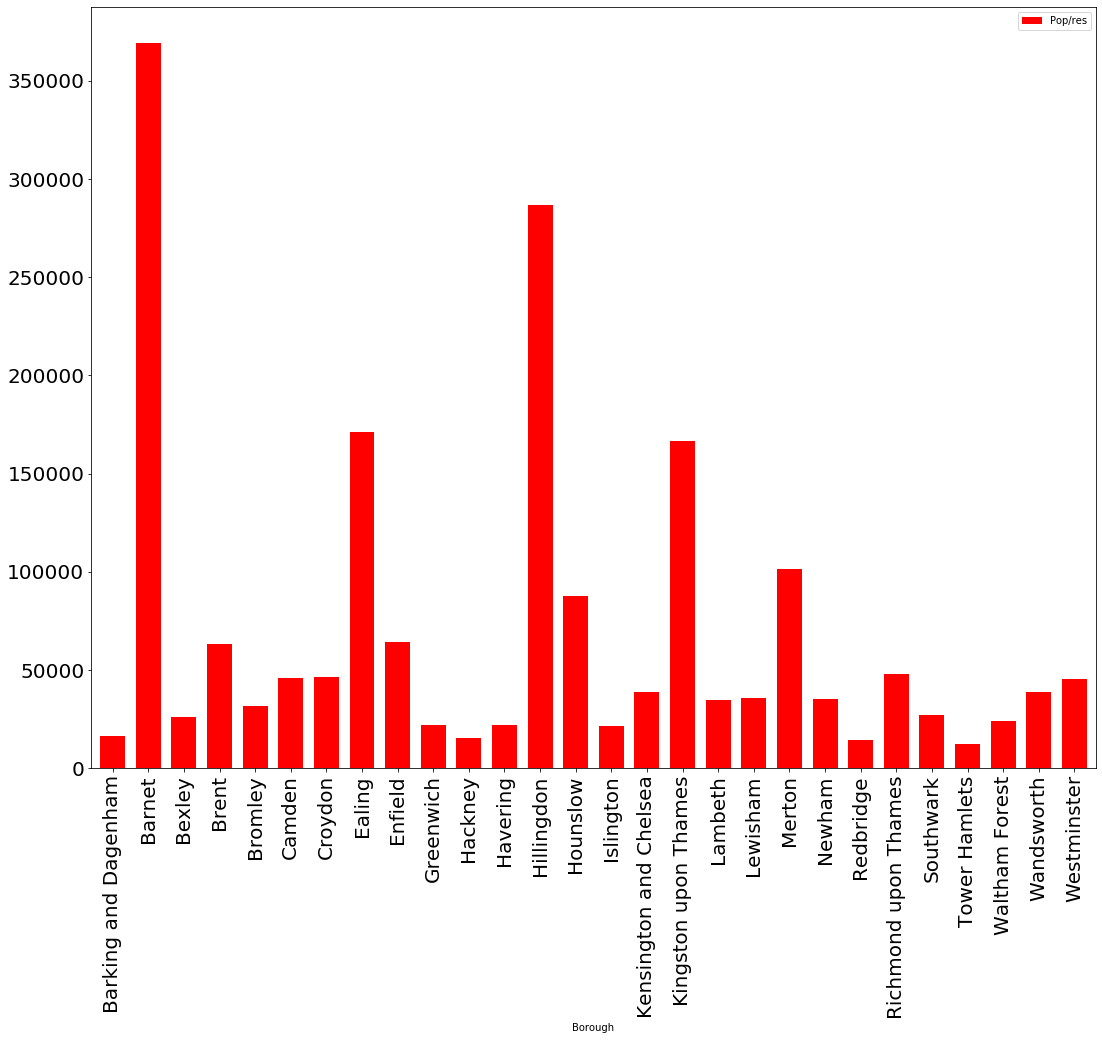 Pop/res
350000
300000
250000
200000
150000
100000
50000
0
Barking and Dagenham
Barnet
Bexley
Brent
Bromley
Camden
Croydon
Ealing
Enfield
Greenwich
Hackney
Havering
Hillingdon
Hounslow
Islington
Kensington and Chelsea
Kingston upon Thames
Lambeth
Lewisham
Merton
Newham
Redbridge
Richmond upon Thames
Southwark
Tower Hamlets
Waltham Forest
Wandsworth
Westminster
Borough